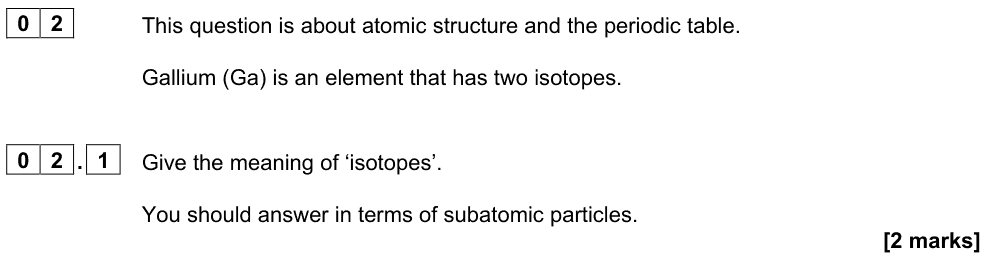 0 2 This question is about atomic structure and the periodic table.
Gallium (Ga) is an element that has two isotopes.
0 2 . 1 Give the meaning of ‘isotopes’.
You should answer in terms of subatomic particles.
[2 marks]